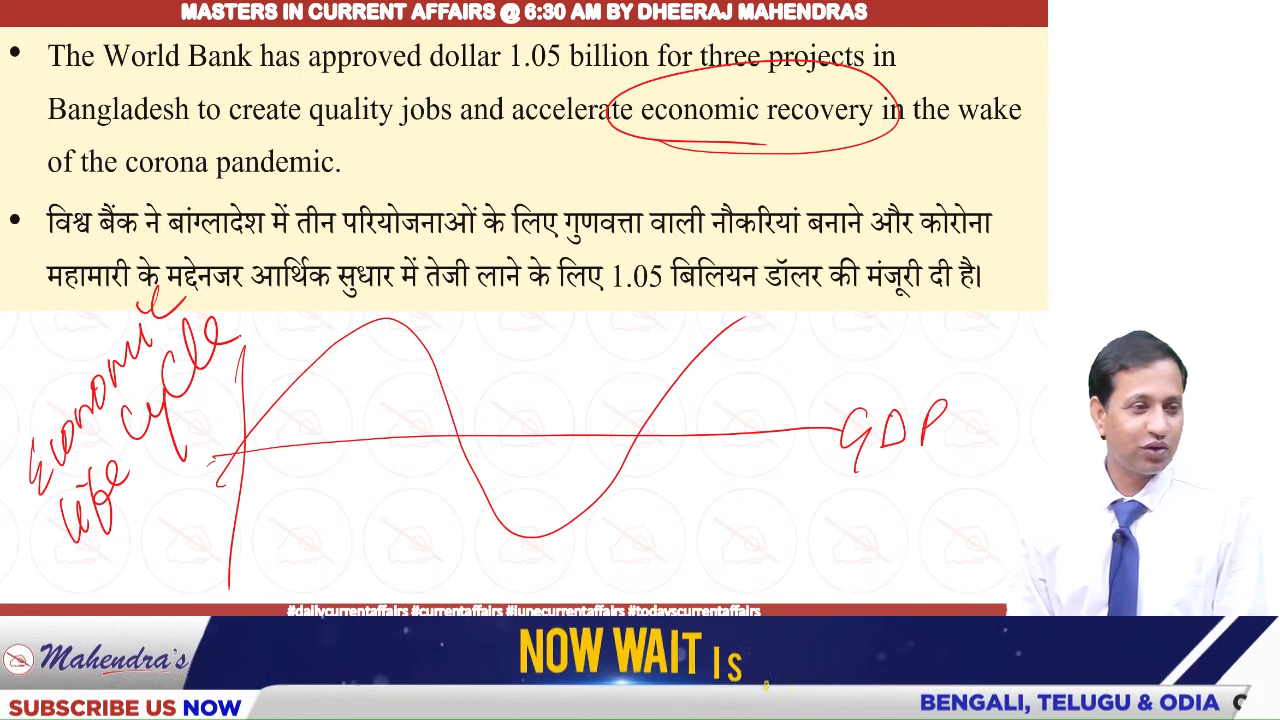 MASTERS IN CURRENT AFFAIRS @ 6:30 AM BY DHEERAJ MAHENDRAS
• The World Bank has approved dollar 1.05 billion for three projects in
Bangladesh to create quality jobs and accelerate economic recovery in the wake
of the corona pandemic.
• विश्व बैंक ने बांग्लादेश में तीन परियोजनाओं के लिए गुणवत्ता वाली नौकरियां बनाने और कोरोना
महामारी के मद्देनजर आर्थिक सुधार में तेजी लाने के लिए 1.05 बिलियन डॉलर की मंजूरी दी है।
Economic
life cycle
GDP
#dailycurrentaffairs #currentaffairs #junecurrentaffairs #todayscurrentaffairs
Mahendra's
NOW WAIT IS
SUBSCRIBE US NOW
BENGALI, TELUGU & ODIA